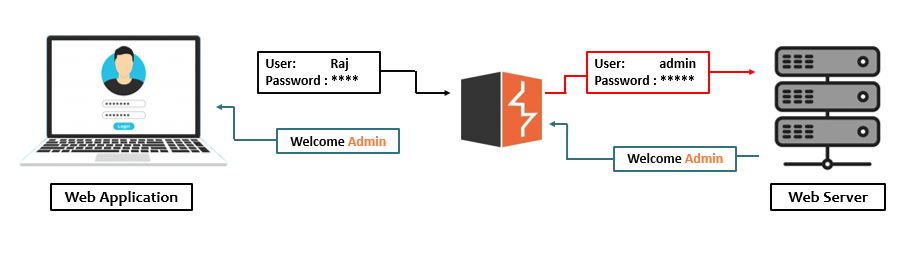 User: Raj
Password : ****
User: admin
Password : *****
*******
*******
Login
Welcome Admin
Welcome Admin
Web Application
Web Server